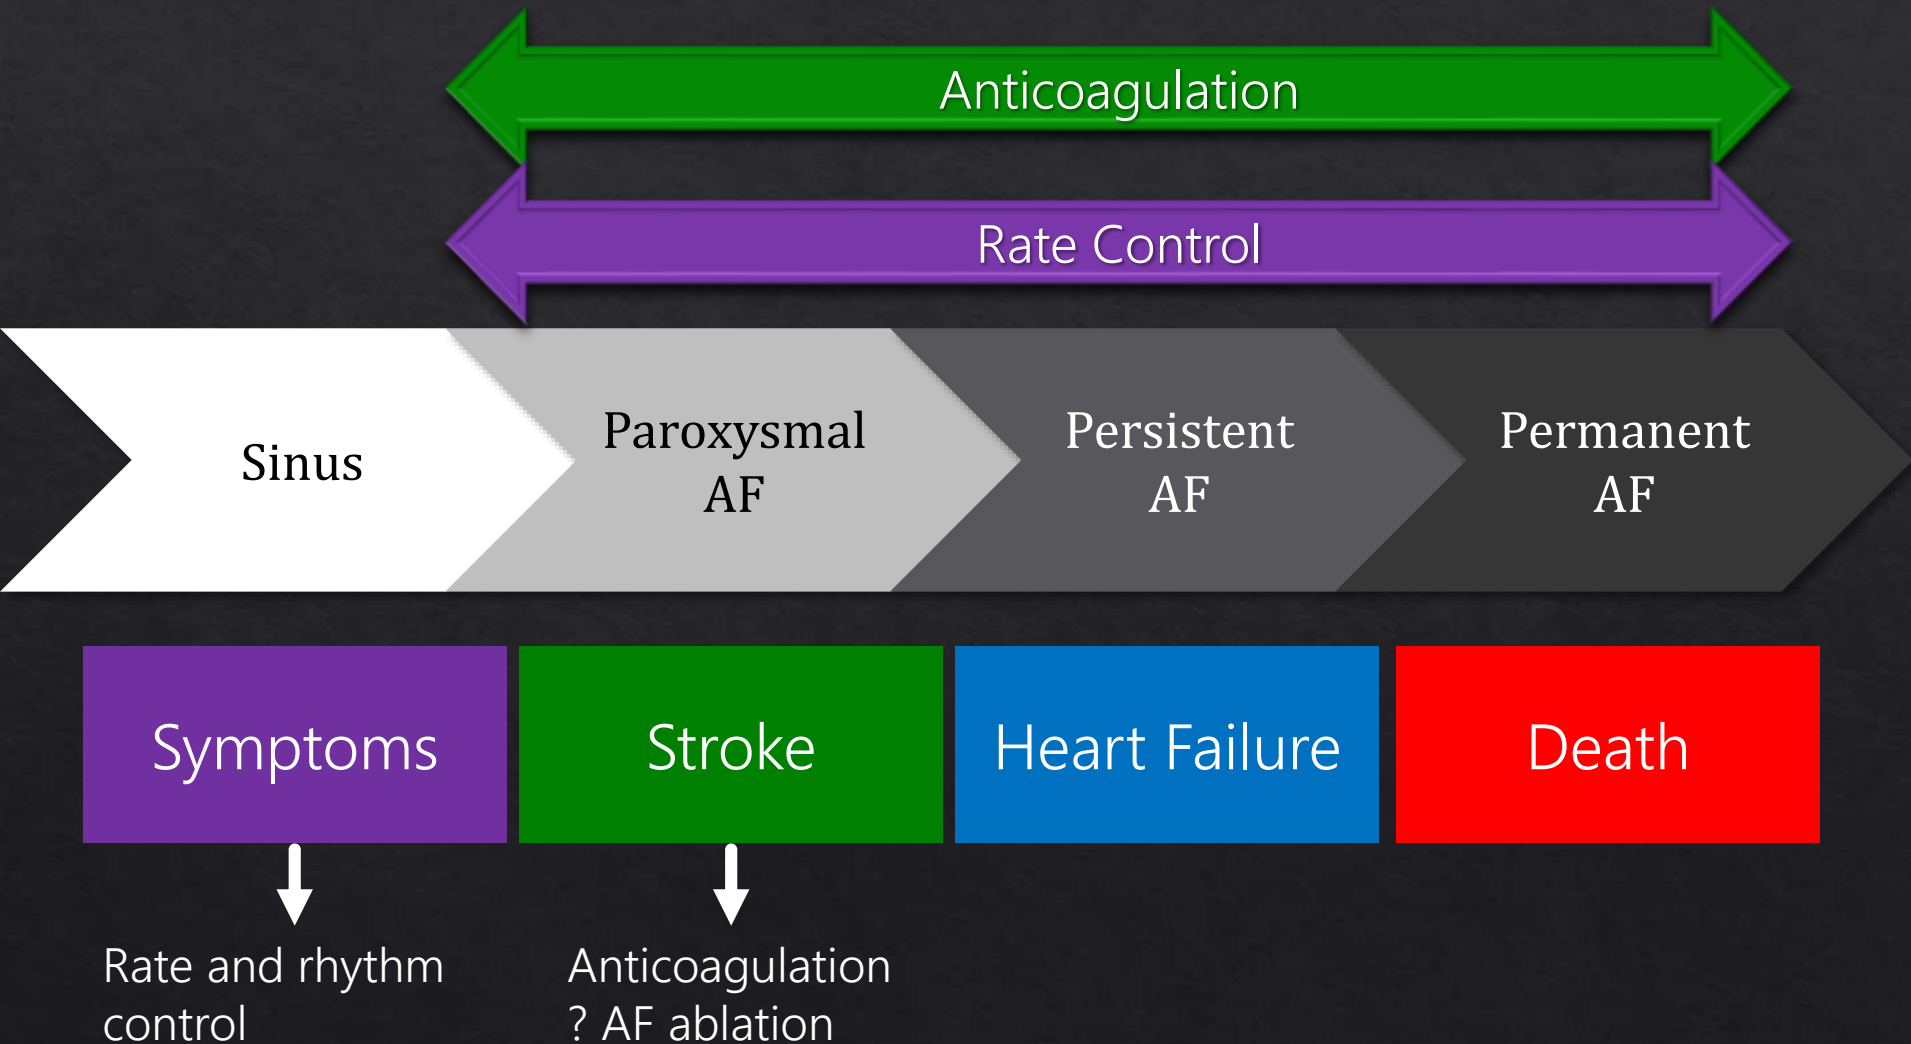 Anticoagulation
Rate Control
Sinus
Paroxysmal
AF
Persistent
AF
Permanent
AF
Symptoms
Stroke
Heart Failure
Death
Rate and rhythm
control
Anticoagulation
? AF ablation